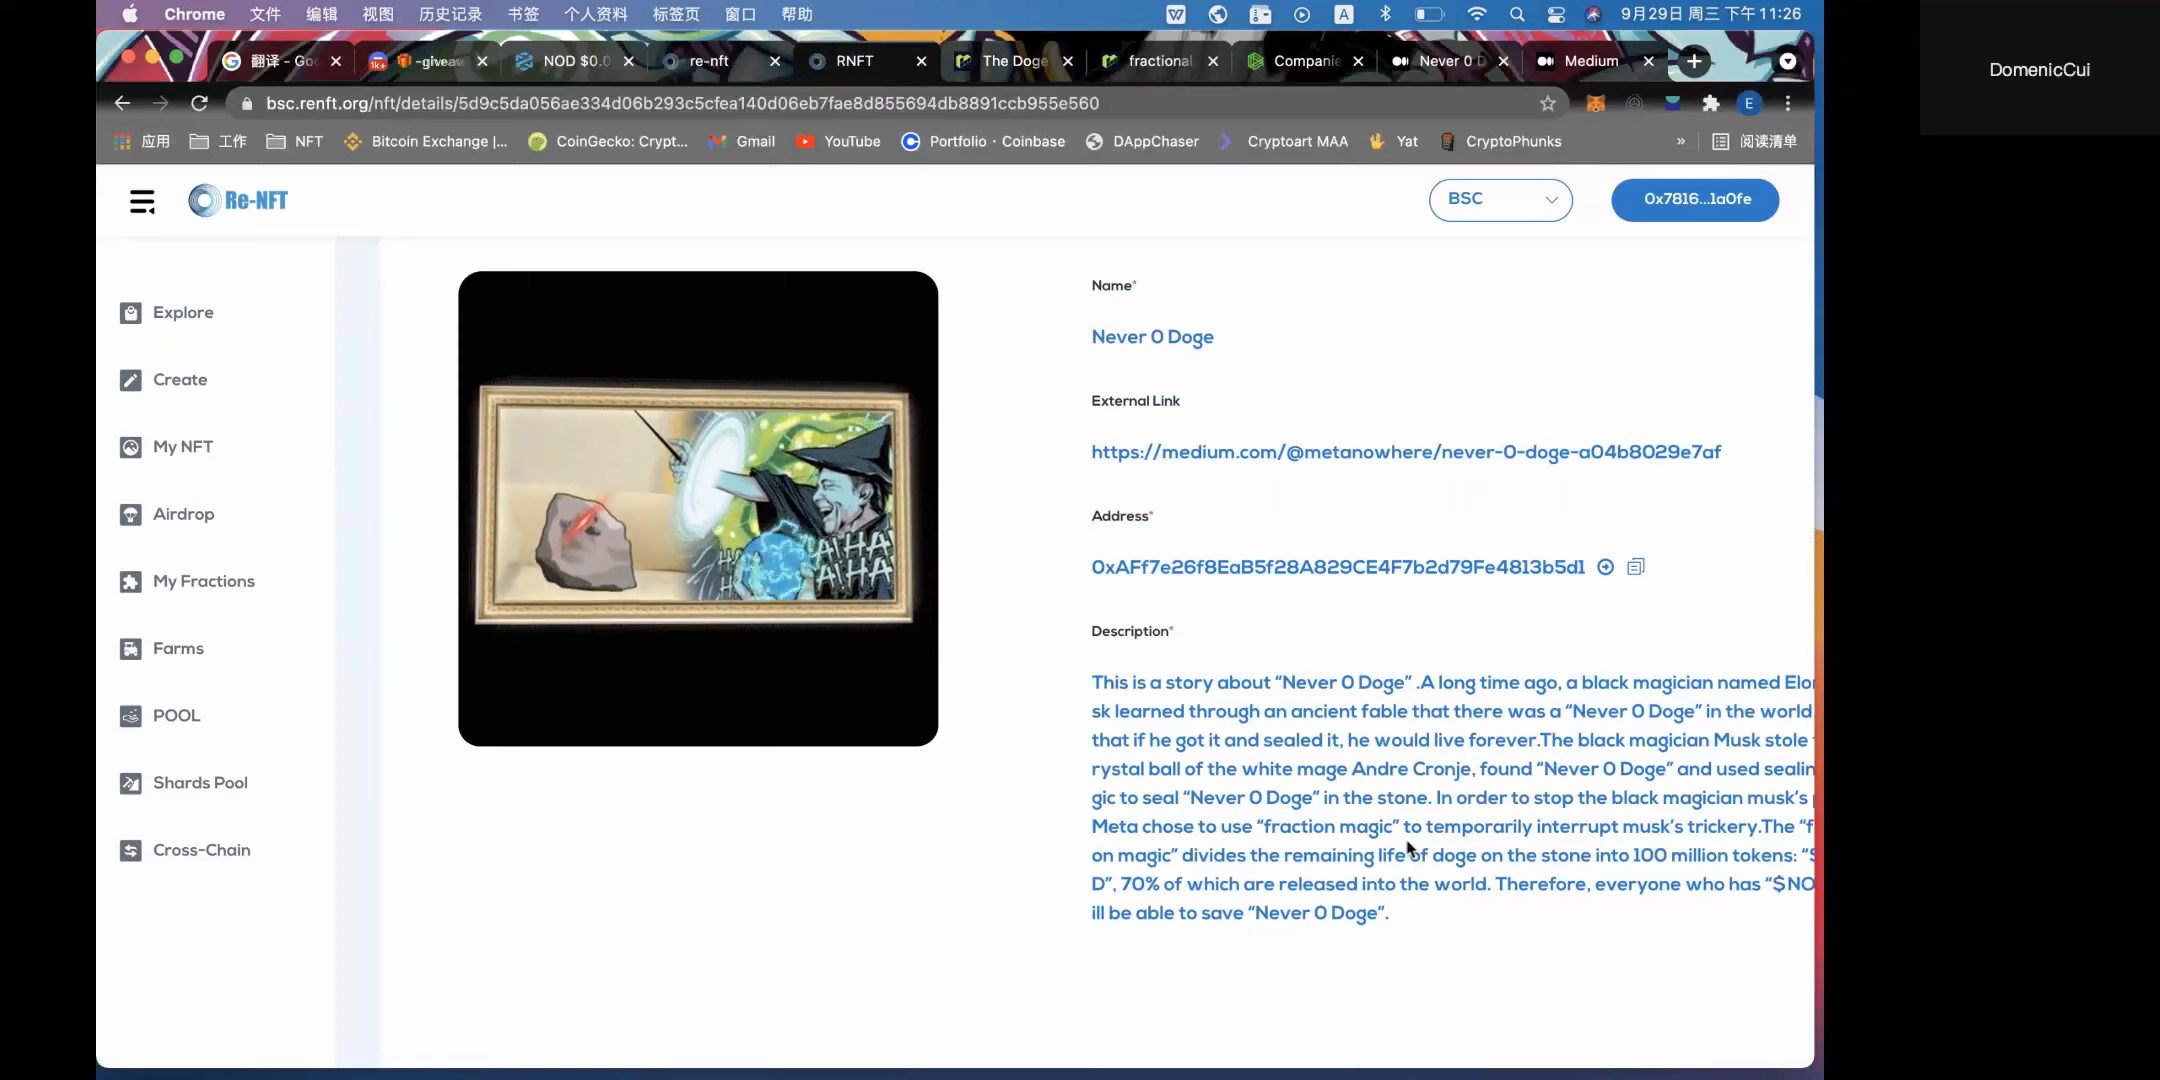 Chrome 文件 编辑 视图 历史记录 书签 个人资料 标签页 窗口 帮助
9月29日 周三 下午11:26
DomenicCui
翻译 - Goo
-giveaw
NOD $0.0
re-nft
RNFT
The Doge
fractional
Companie
Never 0 D
Medium
bsc.renft.org/nft/details/5d9c5da056ae334d06b293c5cfea140d06eb7fae8d855694db8891ccb955e560
E
应用 工作 NFT Bitcoin Exchange |... CoinGecko: Crypt... Gmail YouTube Portfolio · Coinbase DAppChaser Cryptoart MAA Yat CryptoPhunks » 阅读清单
Re-NFT
BSC
0x7816...1a0fe
Explore
Create
My NFT
Airdrop
My Fractions
Farms
POOL
Shards Pool
Cross-Chain
Name*
Never 0 Doge
External Link
https://medium.com/@metanowhere/never-0-doge-a04b8029e7af
Address*
0xAFf7e26f8EaB5f28A829CE4F7b2d79Fe4813b5d1
Description*
This is a story about “Never 0 Doge” .A long time ago, a black magician named Elon
sk learned through an ancient fable that there was a “Never 0 Doge” in the world
that if he got it and sealed it, he would live forever.The black magician Musk stole
rystal ball of the white mage Andre Cronje, found “Never 0 Doge” and used sealin
gic to seal “Never 0 Doge” in the stone. In order to stop the black magician musk’s
Meta chose to use “fraction magic” to temporarily interrupt musk’s trickery.The “f
on magic” divides the remaining life of doge on the stone into 100 million tokens: “$
D”, 70% of which are released into the world. Therefore, everyone who has “$NO
ill be able to save “Never 0 Doge”.